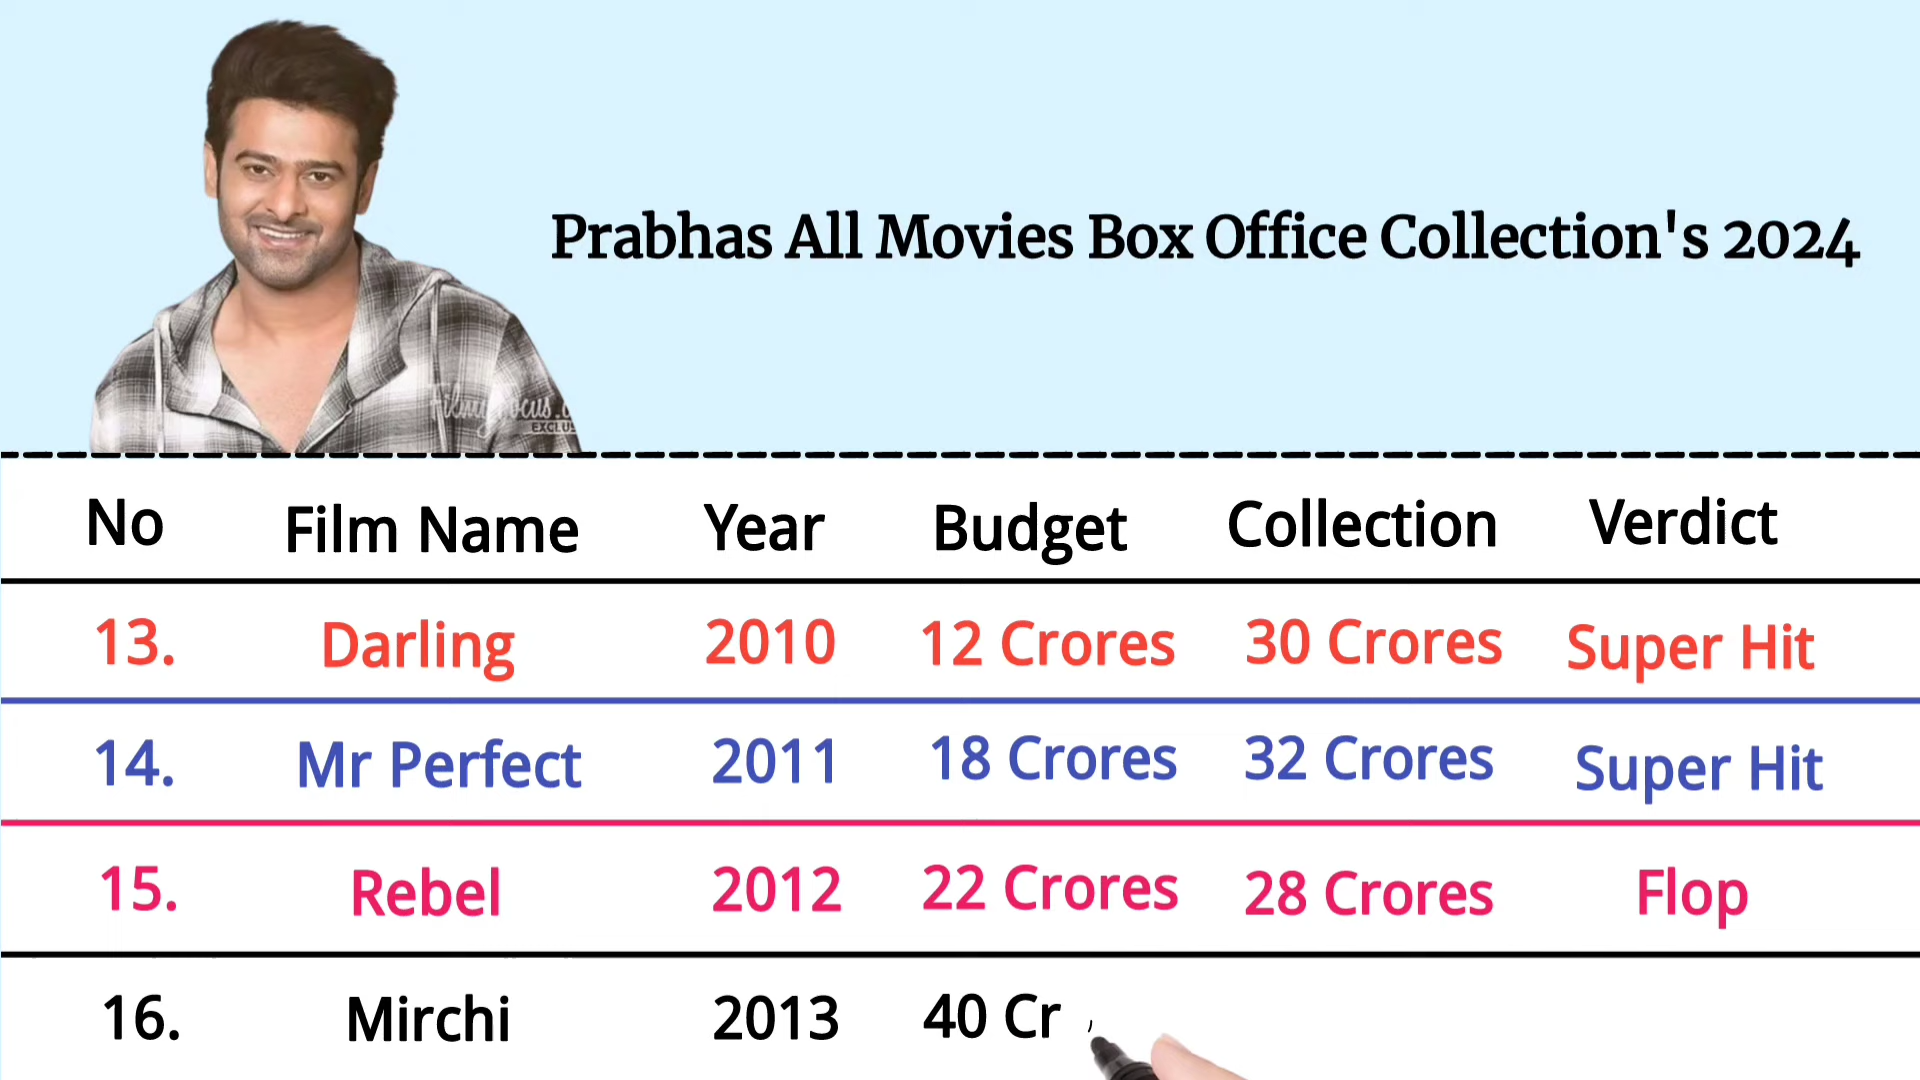 Prabhas All Movies Box Office Collection's 2024
EXCLUS
No Film Name Year Budget Collection Verdict
13. Darling 2010 12 Crores 30 Crores Super Hit
14. Mr Perfect 2011 18 Crores 32 Crores Super Hit
15. Rebel 2012 22 Crores 28 Crores Flop
16. Mirchi 2013 40 Cr